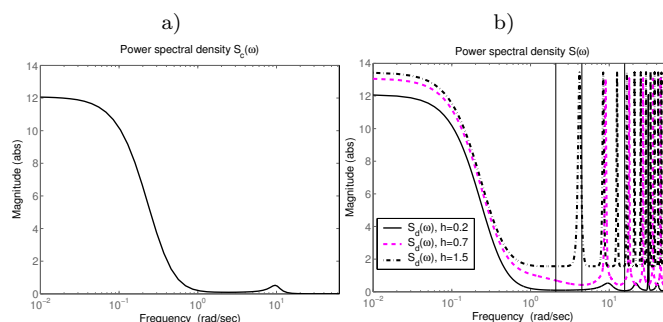 a)
Power spectral density S_c(ω)
14
12
10
8
6
4
2
0
10^-2
10^-1
10^0
10^1
Magnitude (abs)
Frequency (rad/sec)
b)
Power spectral density S(ω)
14
12
10
8
6
4
2
0
10^-2
10^-1
10^0
10^1
Magnitude (abs)
Frequency (rad/sec)
S_d(ω), h=0.2
S_d(ω), h=0.7
S_d(ω), h=1.5